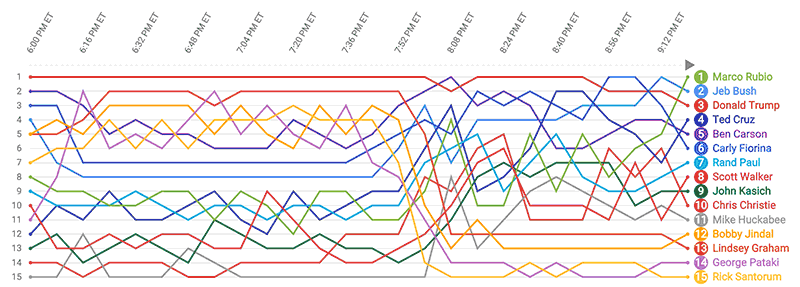 6:00 PM ET
6:16 PM ET
6:32 PM ET
6:48 PM ET
7:04 PM ET
7:20 PM ET
7:36 PM ET
7:52 PM ET
8:08 PM ET
8:24 PM ET
8:40 PM ET
8:56 PM ET
9:12 PM ET
1 1 Marco Rubio
2 2 Jeb Bush
3 3 Donald Trump
4 4 Ted Cruz
5 5 Ben Carson
6 6 Carly Fiorina
7 7 Rand Paul
8 8 Scott Walker
9 9 John Kasich
10 10 Chris Christie
11 11 Mike Huckabee
12 12 Bobby Jindal
13 13 Lindsey Graham
14 14 George Pataki
15 15 Rick Santorum